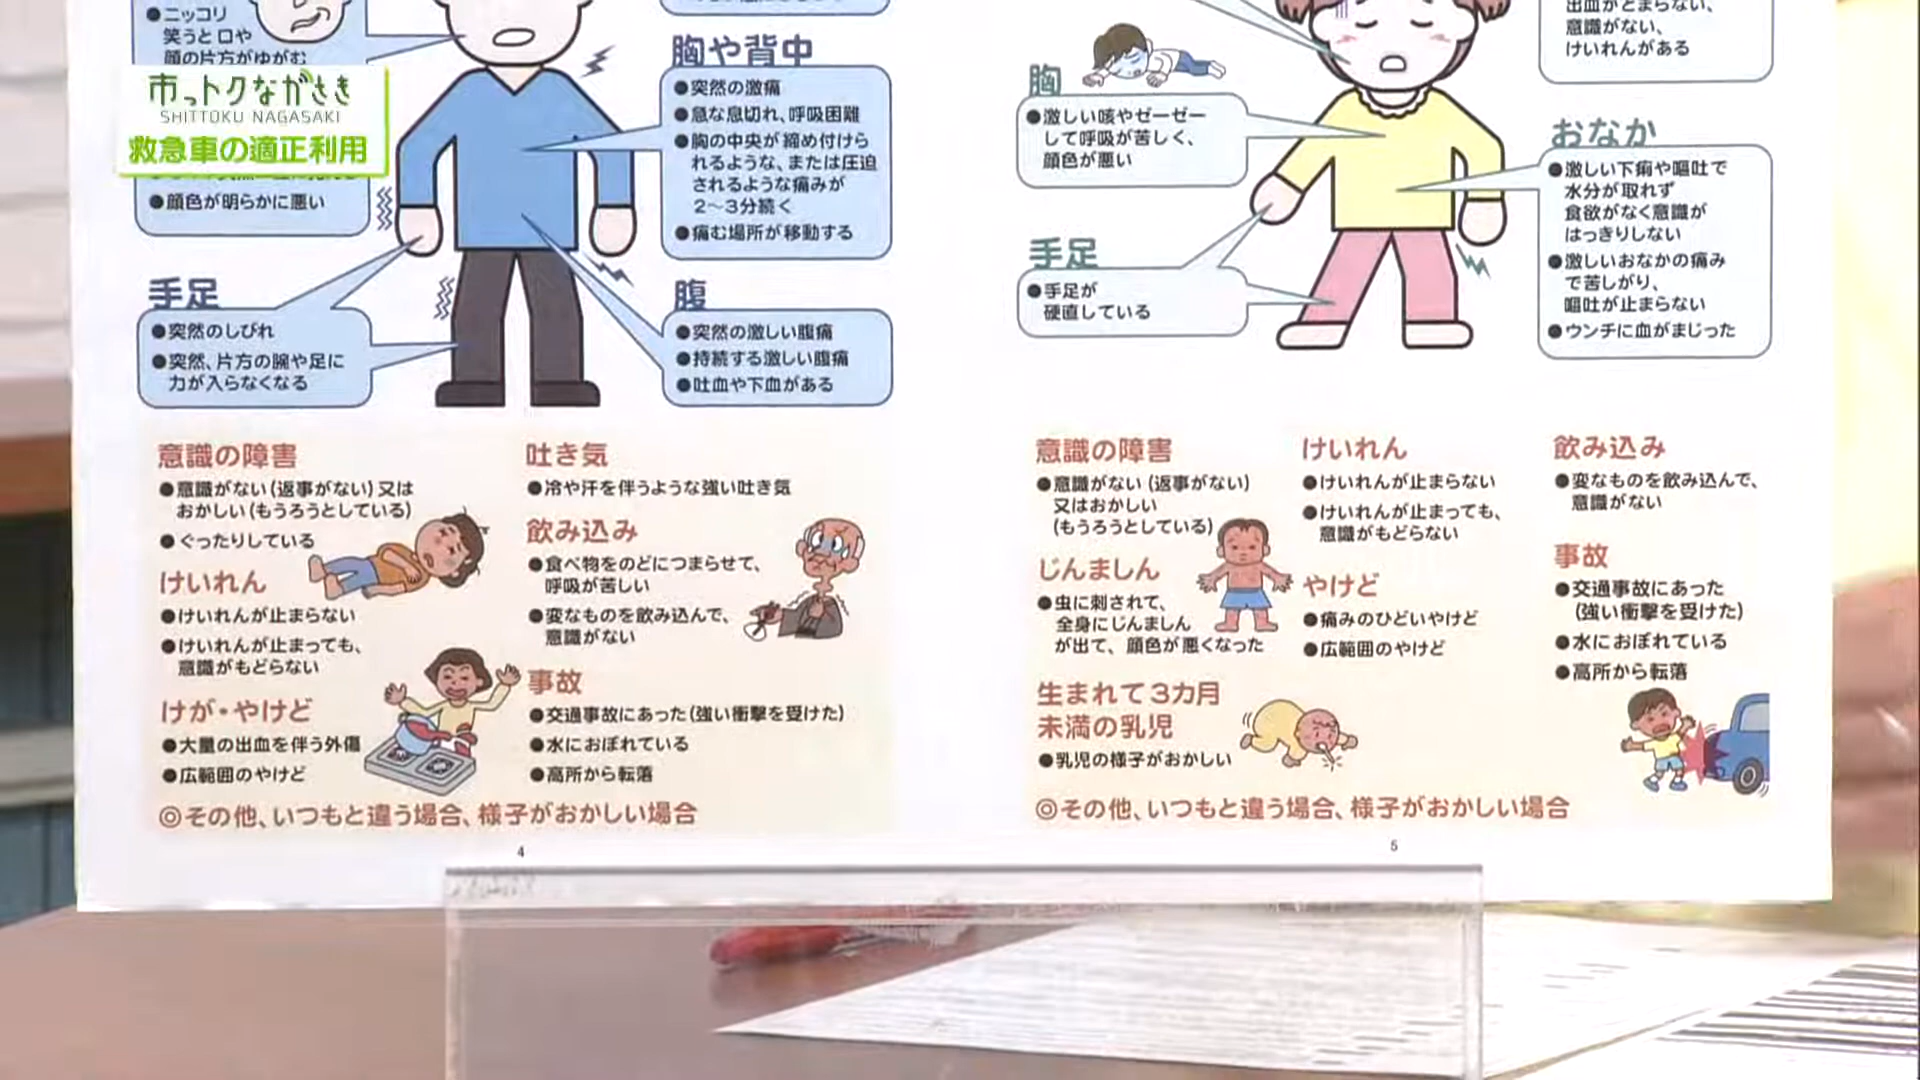 ●ニッコリ
笑うと口や
顔の片方がゆがむ
市っトクながさき
SHITTOKU NAGASAKI
救急車の適正利用
●顔色が明らかに悪い
手足
●突然のしびれ
●突然、片方の腕や足に
力が入らなくなる
胸や背中
●突然の激痛
●急な息切れ、呼吸困難
●胸の中央が締め付けら
れるような、または圧迫
されるような痛みが
2～3分続く
●痛む場所が移動する
腹
●突然の激しい腹痛
●持続する激しい腹痛
●吐血や下血がある
意識の障害
●意識がない(返事がない)又は
おかしい(もうろうとしている)
●ぐったりしている
けいれん
●けいれんが止まらない
●けいれんが止まっても、
意識がもどらない
けが・やけど
●大量の出血を伴う外傷
●広範囲のやけど
吐き気
●冷や汗を伴うような強い吐き気
飲み込み
●食べ物をのどにつまらせて、
呼吸が苦しい
●変なものを飲み込んで、
意識がない
事故
●交通事故にあった(強い衝撃を受けた)
●水におぼれている
●高所から転落
◎その他、いつもと違う場合、様子がおかしい場合
4
胸
●激しい咳やゼーゼー
して呼吸が苦しく、
顔色が悪い
手足
●手足が
硬直している
出血がとまらない、
意識がない、
けいれんがある
おなか
●激しい下痢や嘔吐で
水分が取れず
食欲がなく意識が
はっきりしない
●激しいおなかの痛み
で苦しがり、
嘔吐が止まらない
●ウンチに血がまじった
意識の障害
●意識がない(返事がない)
又はおかしい
(もうろうとしている)
じんましん
●虫に刺されて、
全身にじんましん
が出て、顔色が悪くなった
生まれて3カ月
未満の乳児
●乳児の様子がおかしい
けいれん
●けいれんが止まらない
●けいれんが止まっても、
意識がもどらない
やけど
●痛みのひどいやけど
●広範囲のやけど
飲み込み
●変なものを飲み込んで、
意識がない
事故
●交通事故にあった
(強い衝撃を受けた)
●水におぼれている
●高所から転落
◎その他、いつもと違う場合、様子がおかしい場合
5